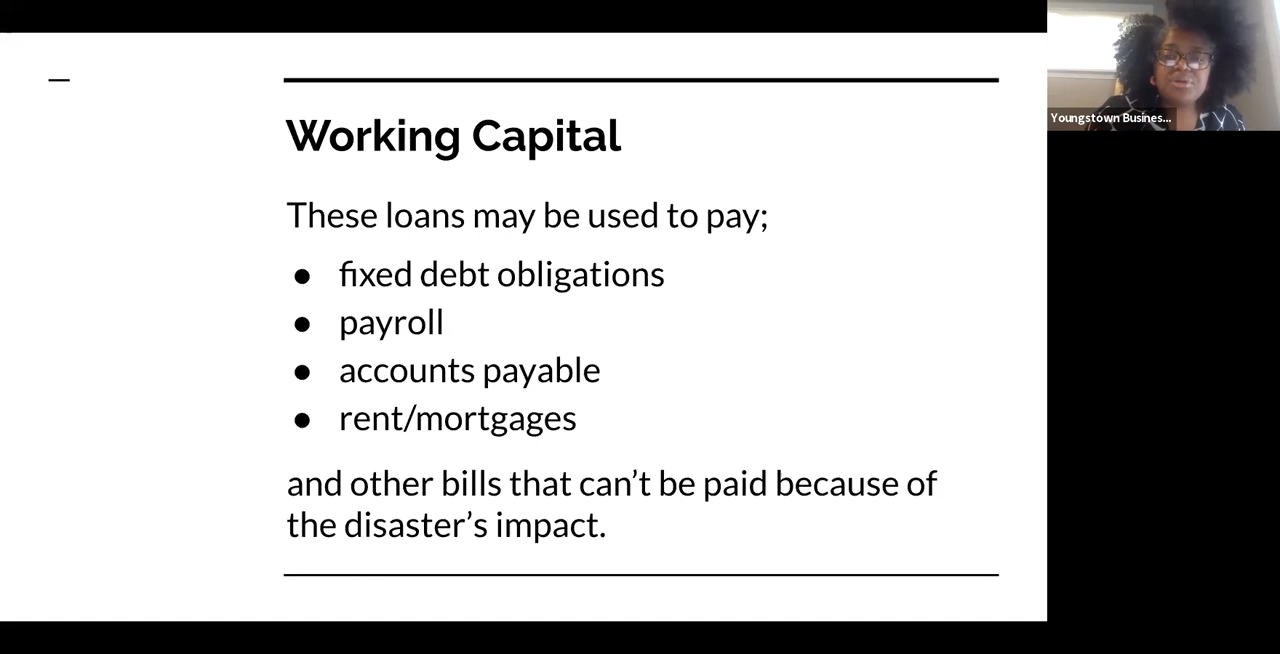 Working Capital
These loans may be used to pay;
● fixed debt obligations
● payroll
● accounts payable
● rent/mortgages
and other bills that can’t be paid because of
the disaster’s impact.
Youngstown Busines...